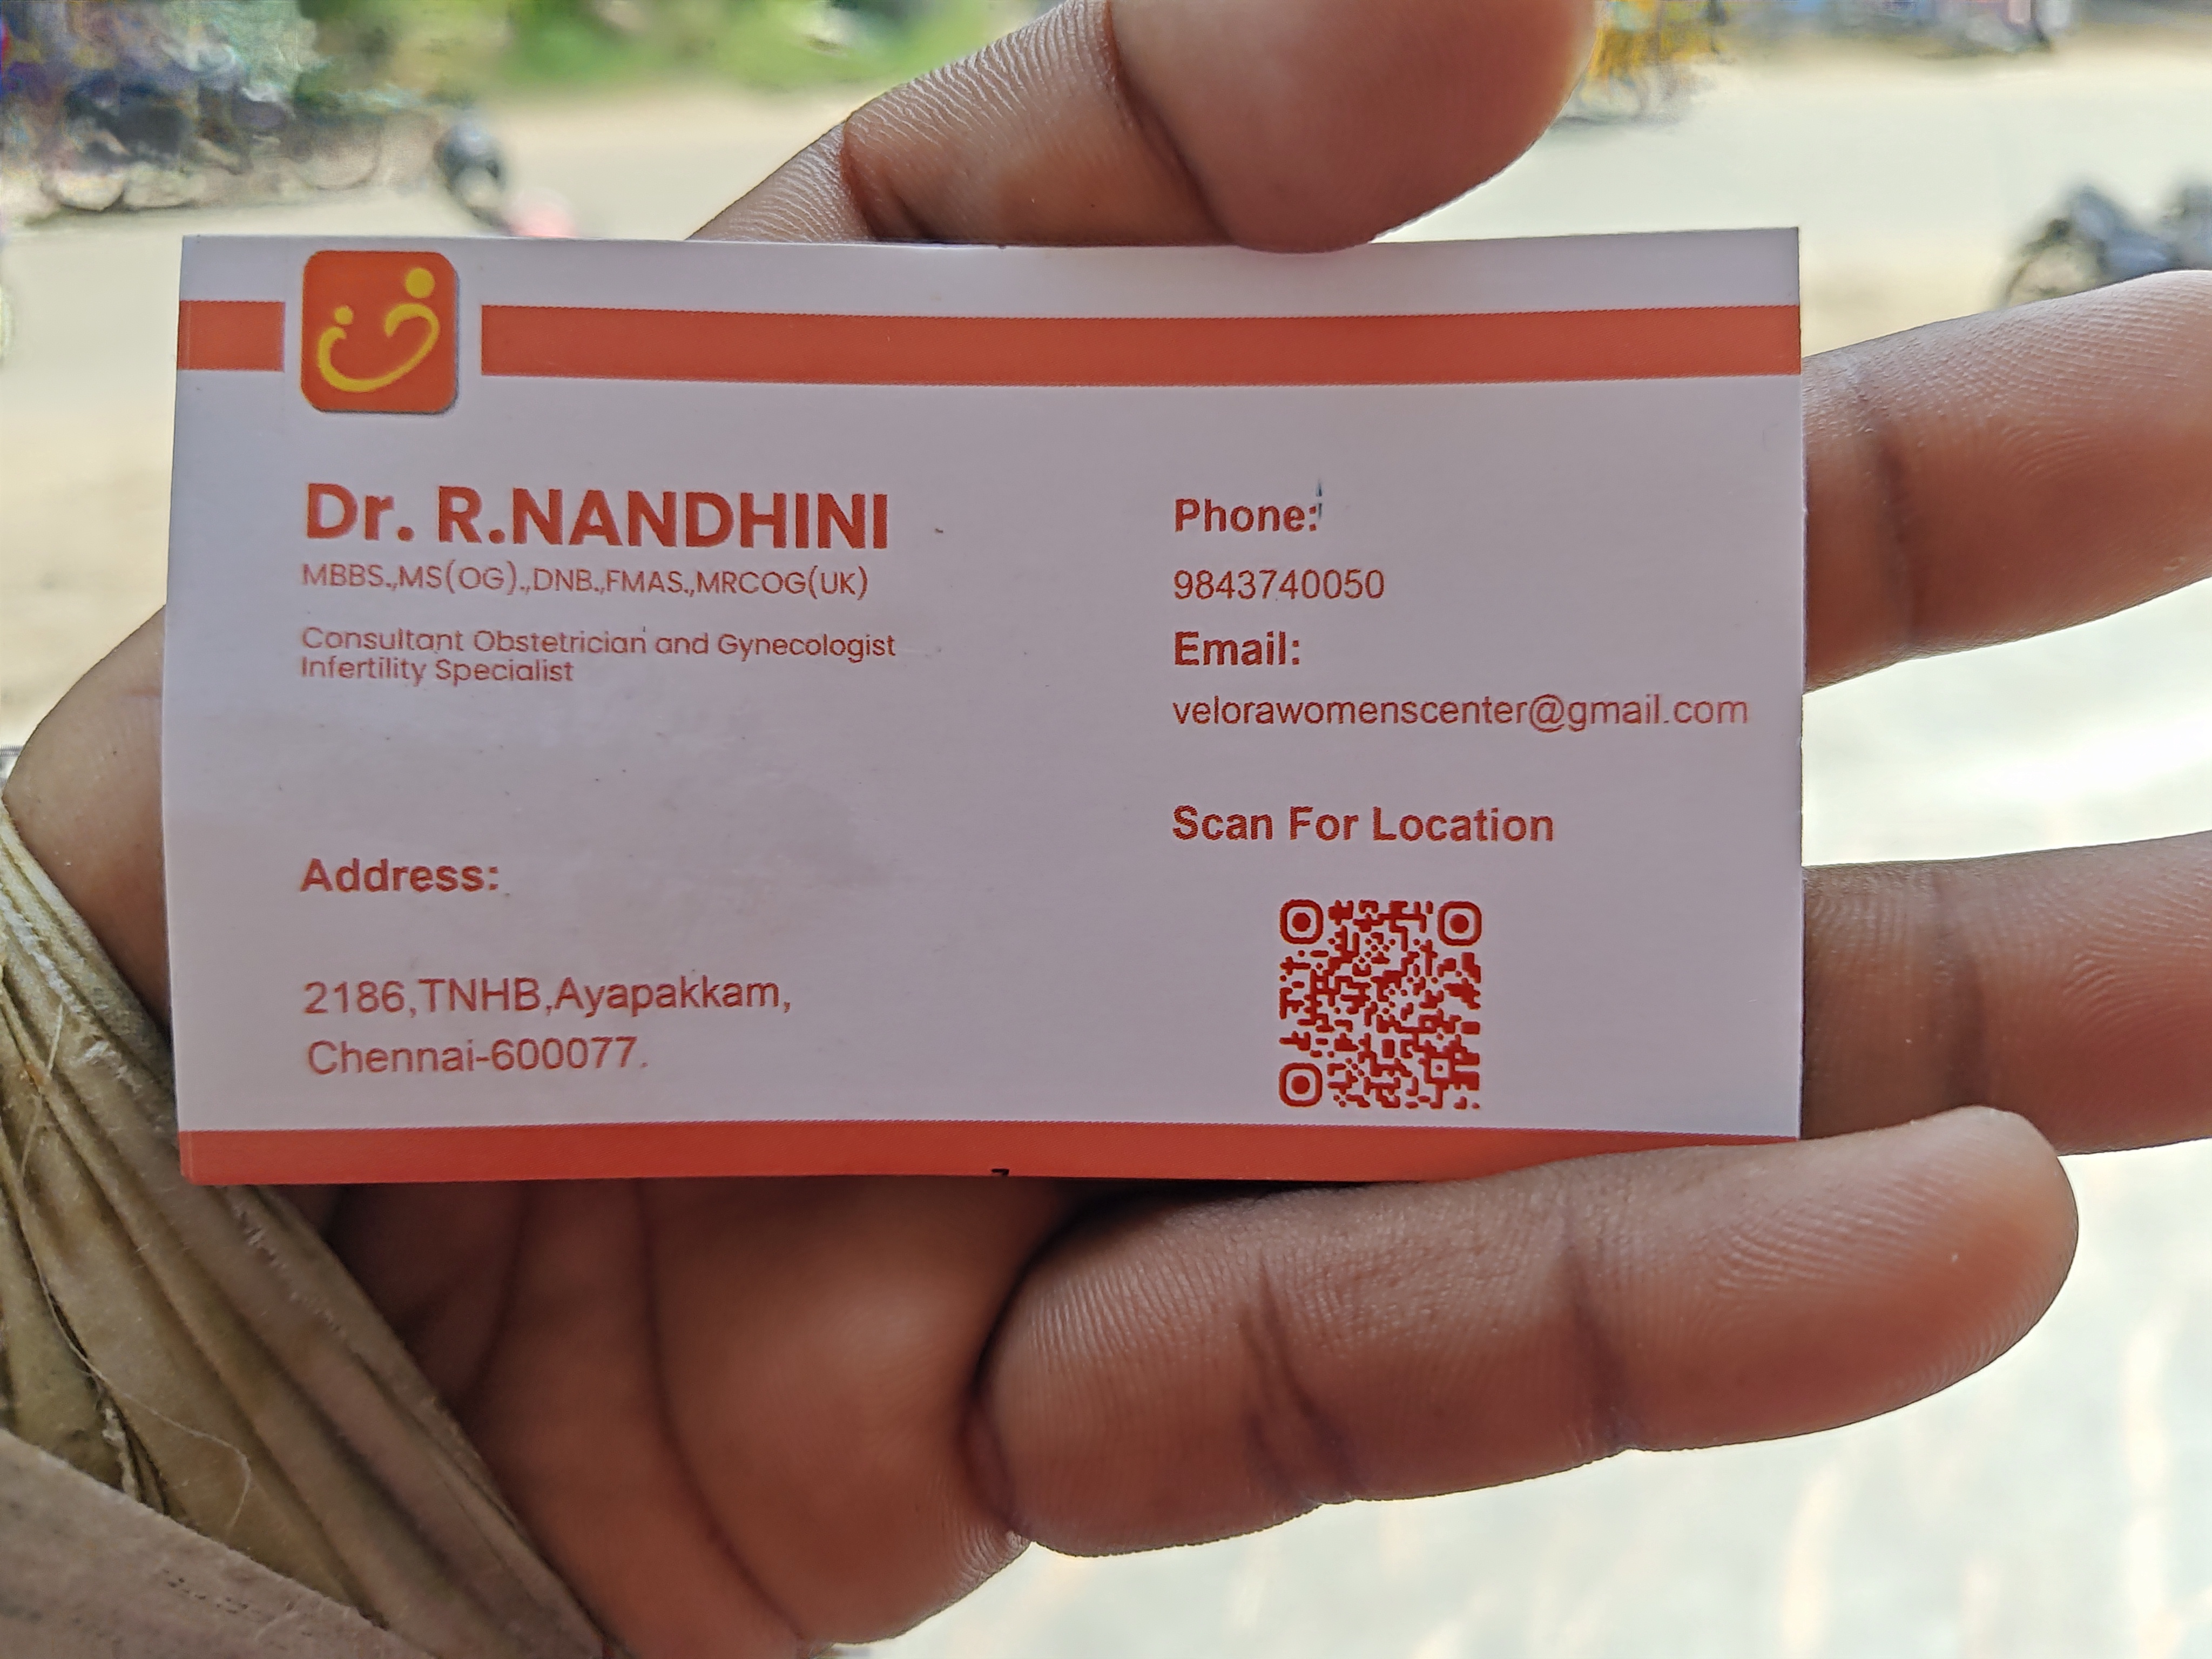 Dr. R.NANDHINI
MBBS.,MS(OG).,DNB.,FMAS.,MRCOG(UK)
Consultant Obstetrician and Gynecologist
Infertility Specialist
Address:
2186,TNHB,Ayapakkam,
Chennai-600077.
Phone:
9843740050
Email:
velorawomenscenter@gmail.com
Scan For Location